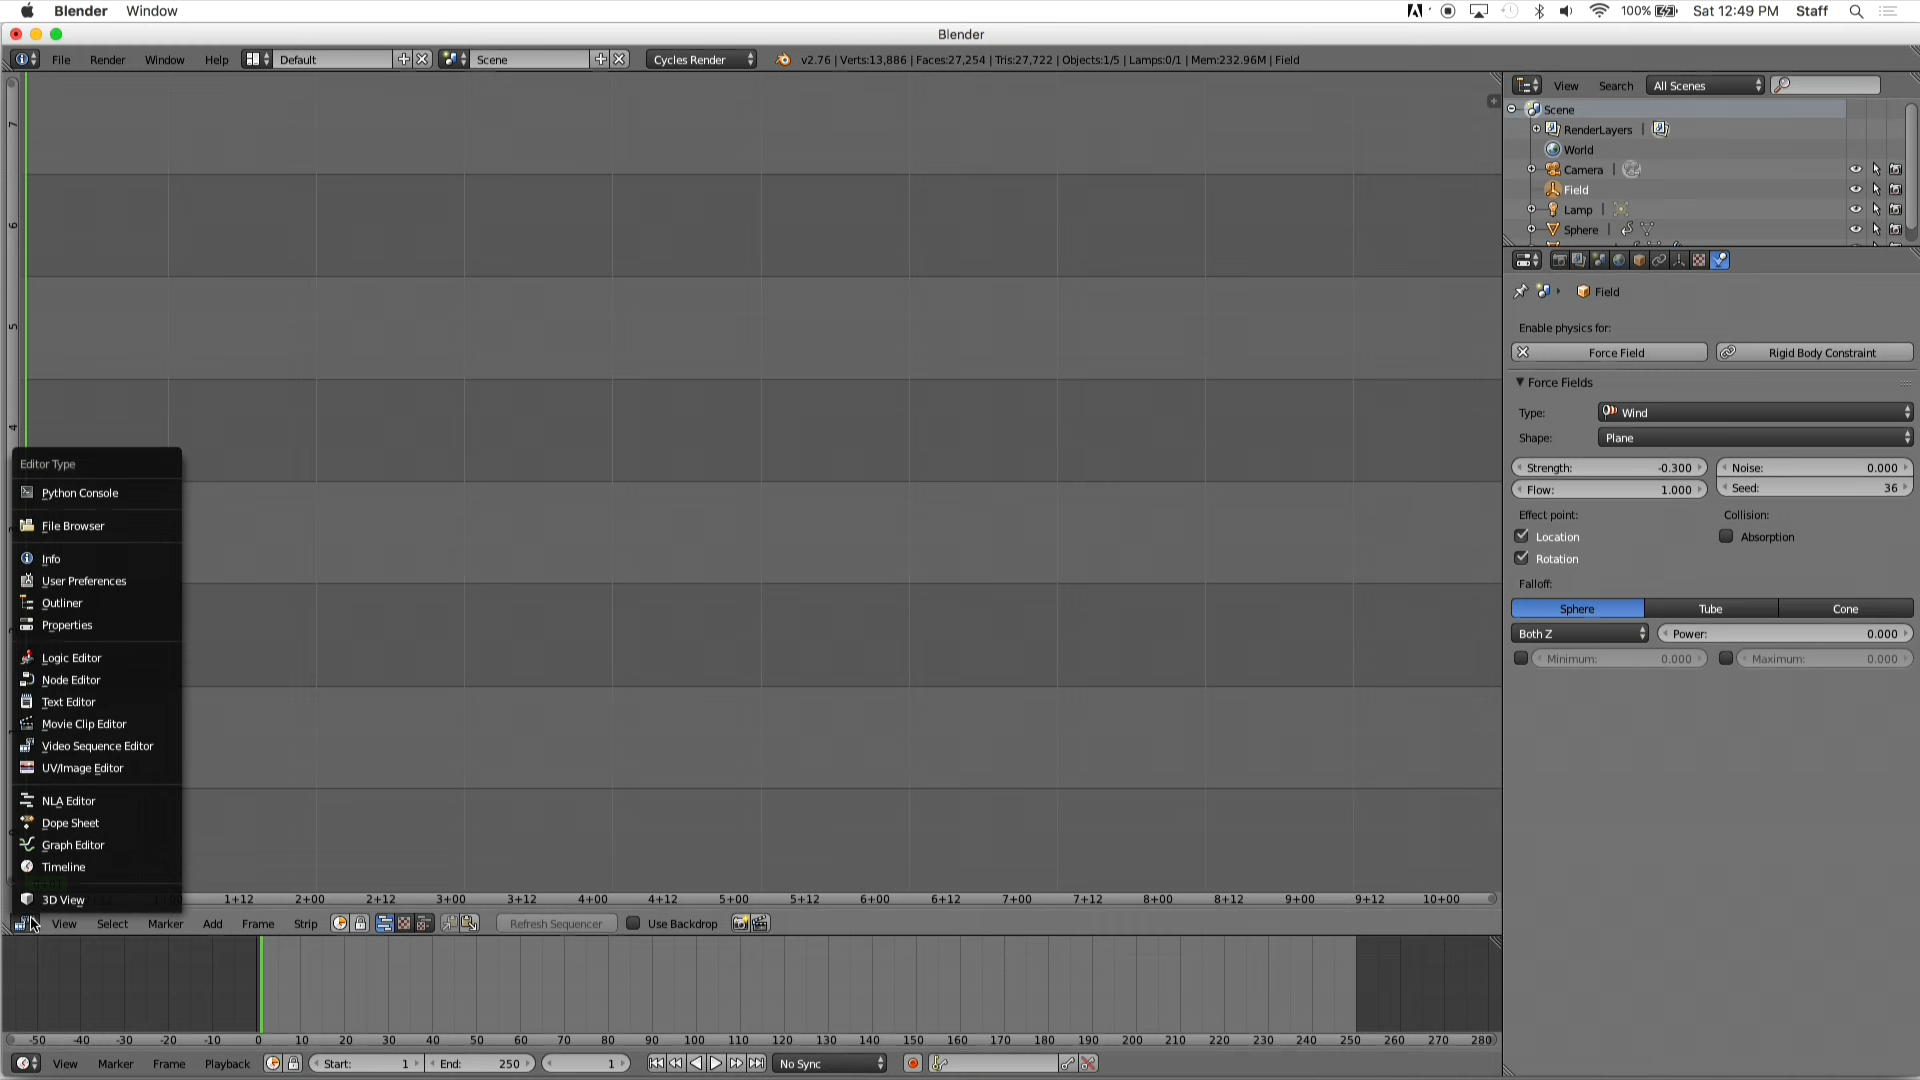 Blender Window 100% Sat 12:49 PM Staff
Blender
File Render Window Help Default Scene Cycles Render v2.76 | Verts:13,886 | Faces:27,254 | Tris:27,722 | Objects:1/5 | Lamps:0/1 | Mem:232.96M | Field
View Search All Scenes
Scene
RenderLayers
World
Camera
Field
Lamp
Sphere
7
6
5
4
Field
Enable physics for:
Force Field Rigid Body Constraint
Force Fields
Type: Wind
Shape: Plane
Strength: -0.300 Noise: 0.000
Flow: 1.000 Seed: 36
Effect point: Collision:
Location Absorption
Rotation
Falloff:
Sphere Tube Cone
Both Z Power: 0.000
Minimum: 0.000 Maximum: 0.000
Editor Type
Python Console
File Browser
Info
User Preferences
Outliner
Properties
Logic Editor
Node Editor
Text Editor
Movie Clip Editor
Video Sequence Editor
UV/Image Editor
NLA Editor
Dope Sheet
Graph Editor
Timeline
3D View
1+12 2+00 2+12 3+00 3+12 4+00 4+12 5+00 5+12 6+00 6+12 7+00 7+12 8+00 8+12 9+00 9+12 10+00
View Select Marker Add Frame Strip Refresh Sequencer Use Backdrop
-50 -40 -30 -20 -10 0 10 20 30 40 50 60 70 80 90 100 110 120 130 140 150 160 170 180 190 200 210 220 230 240 250 260 270 280
View Marker Frame Playback Start: 1 End: 250 1 No Sync